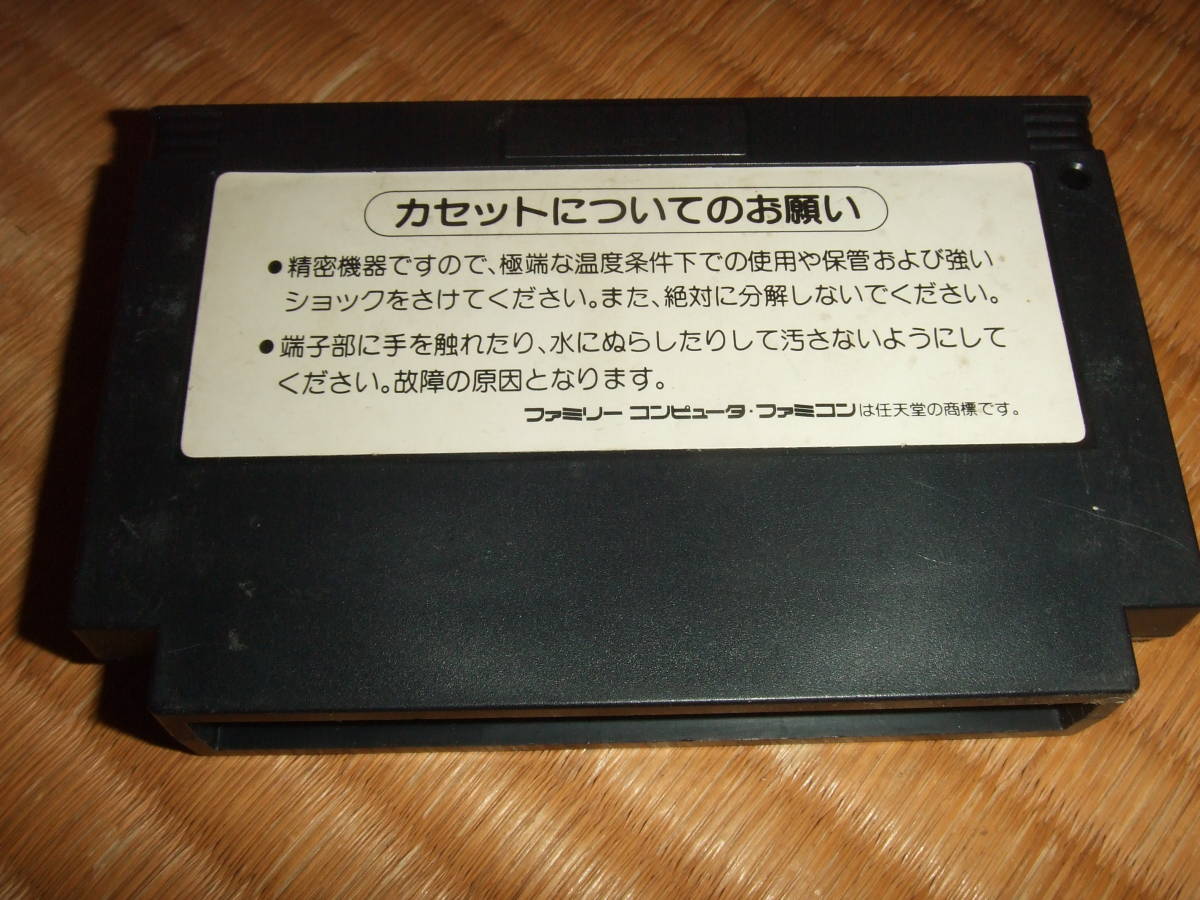 カセットについてのお願い
●精密機器ですので、極端な温度条件下での使用や保管および強い
ショックをさけてください。また、絶対に分解しないでください。
●端子部に手を触れたり、水にぬらしたりして汚さないようにして
ください。故障の原因となります。
ファミリー コンピュータ・ファミコンは任天堂の商標です。